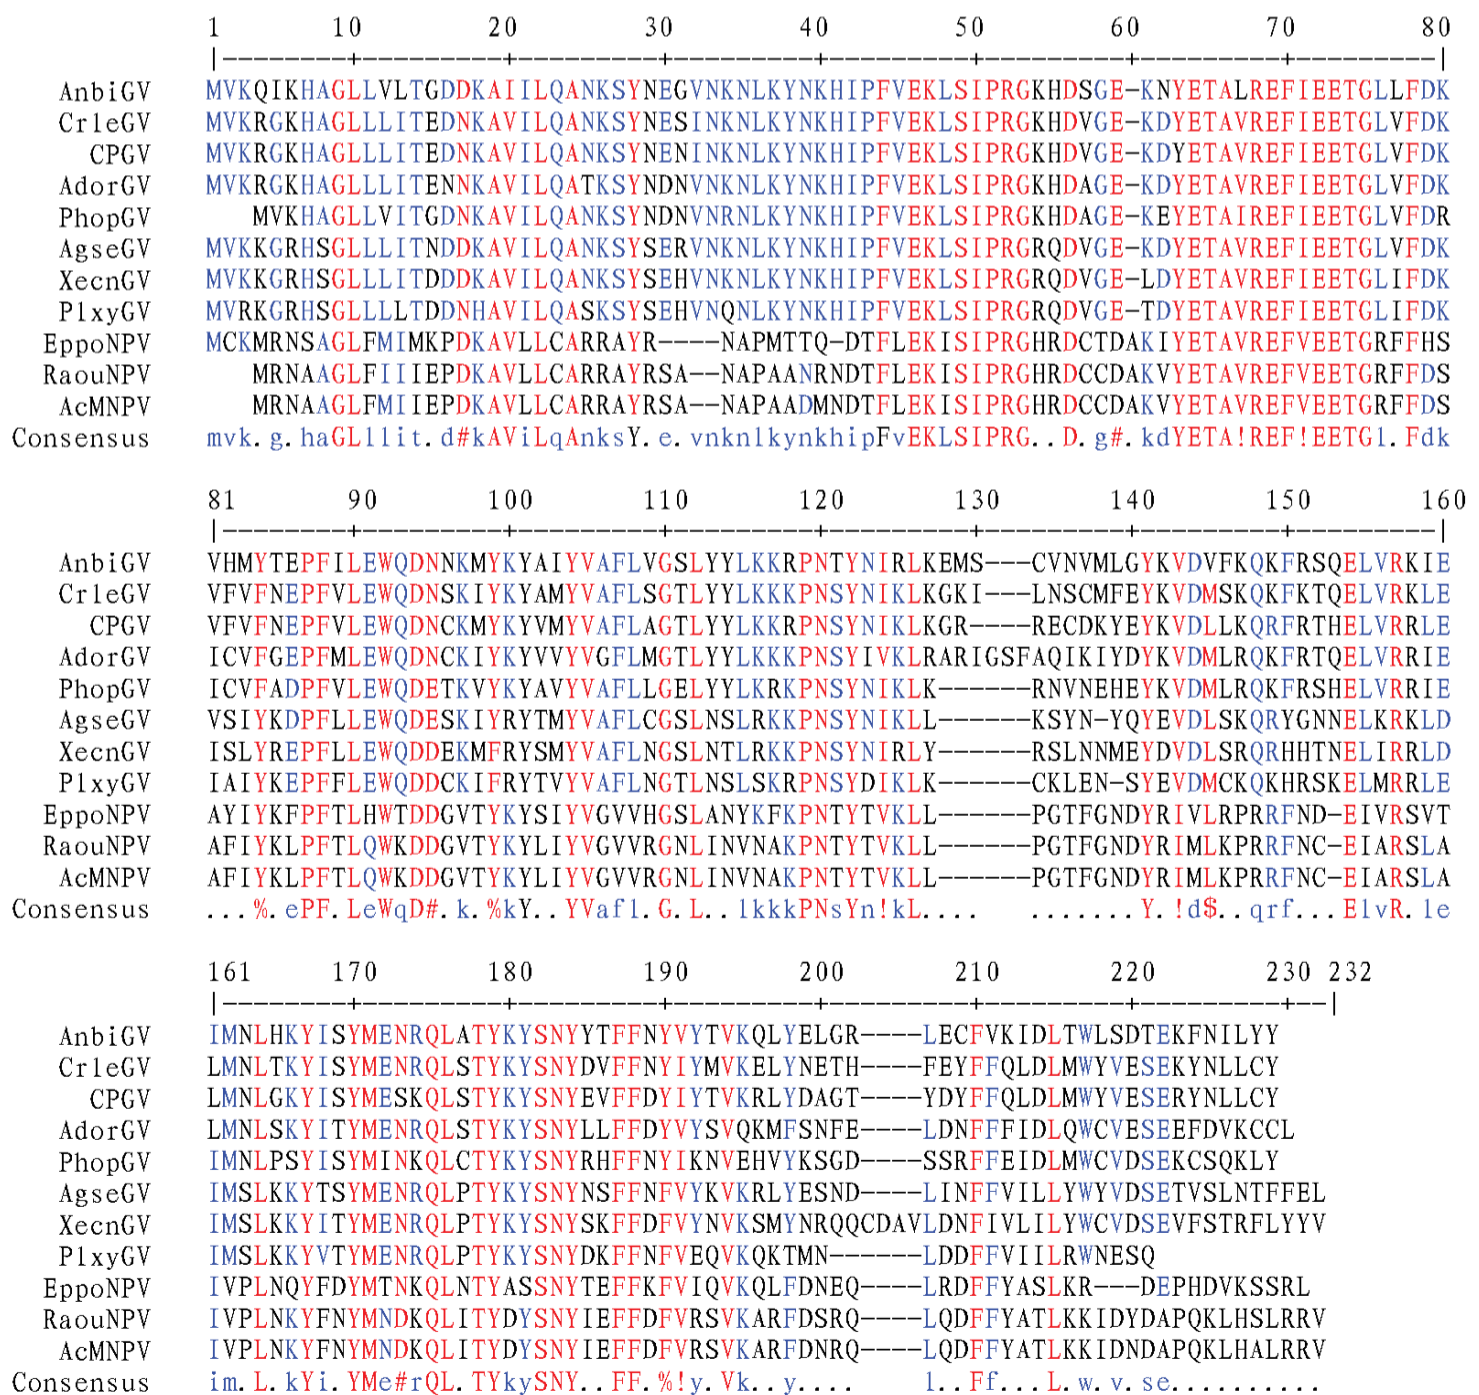 1 10 20 30 40 50 60 70 80
|------+---------+---------+---------+---------+---------+---------+---------|
AnbiGV MVKQIKHAGLLVLTGDDKAIILQANKSYNEGVNKNLKYNKHIPFVEKLSIPRGKHDSGE-KNYETALREFIEETGLLFDK
CrleGV MVKRGKHAGLLLITEDNKAVILQANKSYNESINKNLKYNKHIPFVEKLSIPRGKHDVGE-KDYETAVREFIEETGLVFDK
CPGV MVKRGKHAGLLLITEDNKAVILQANKSYNENINKNLKYNKHIPFVEKLSIPRGKHDVGE-KDYETAVREFIEETGLVFDK
AdorGV MVKRGKHAGLLLITENNKAVILQATKSYNDNVNKNLKYNKHIPFVEKLSIPRGKHDAGE-KDYETAVREFIEETGLVFDK
PhopGV MVKHAGLLVITGDNKAVILQANKSYNDNVNRNLKYNKHIPFVEKLSIPRGKHDAGE-KEYETAIREFIEETGLVFDR
AgseGV MVKKGRHSGLLLITNDDKAVILQANKSYSERVNKNLKYNKHIPFVEKLSIPRGRQDVGE-KDYETAVREFIEETGLVFDK
XecnGV MVKKGRHSGLLLITDDDKAVILQANKSYSEHVNKNLKYNKHIPFVEKLSIPRGRQDVGE-LDYETAVREFIEETGLIFDK
PlxyGV MVRKGRHSGLLLLTDDNHAVILQASKSYSEHVNQNLKYNKHIPFVEKLSIPRGRQDVGE-TDYETAVREFIEETGLIFDK
EppoNPV MCKMRNSAGLFMIMKPDKAVLLCARRAYR----NAPMTTQ-DTFLEKISIPRGHRDCTDAKIYETAVREFVEETGRFFHS
RaouNPV MRNAAGLFIIIEPDKAVLLCARRAYRSA--NAPAANRNDTFLEKISIPRGHRDCCDAKVYETAVREFVEETGRFFDS
AcMNPV MRNAAGLFMIIEPDKAVLLCARRAYRSA--NAPAADMNDTFLEKISIPRGHRDCCDAKVYETAVREFVEETGRFFDS
Consensus mvk.g.haGLllit.d#kAViLqAnksY.e.vnknlkynkhipFvEKLSIPRG..D.g#.kdYETA!REF!EETGl.Fdk
81 90 100 110 120 130 140 150 160
|--------+---------+---------+---------+---------+---------+---------+---------|
AnbiGV VHMYTEPFILEWQDNNKMYKYAIYVAFLVGSLYYLKKRPNTYNIRLKEMS---CVNVMLGYKVDVFKQKFRSQELVRKIE
CrleGV VFVFNEPFVLEWQDNSKIYKYAMYVAFLSGTLYYLKKKPNSYNIKLKGKI---LNSCMFEYKVDMSKQKFKTQELVRKLE
CPGV VFVFNEPFVLEWQDNCKMYKYVMYVAFLAGTLYYLKKRPNSYNIKLKGR----RECDKYEYKVDLLKQRFRTHELVRRLE
AdorGV ICVFGEPFMLEWQDNCKIYKYVVYVGFLMGTLYYLKKKPNSYIVKLRARIGSFAQIKIYDYKVDMLRQKFRTQELVRRIE
PhopGV ICVFADPFVLEWQDETKVYKYAVYVAFLLGELYYLKRKPNSYNIKLK------RNVNEHEYKVDMLRQKFRSHELVRRIE
AgseGV VSIYKDPFLLEWQDESKIYRYTMYVAFLCGSLNSLRKKPNSYNIKLL------KSYN-YQYEVDLSKQRYGNNELKRKLD
XecnGV ISLYREPFLLEWQDDEKMFRYSMYVAFLNGSLNTLRKKPNSYNIRLY------RSLNNMEYDVDLSRQRHHTNELIRRLD
PlxyGV IAIYKEPFFLEWQDDCKIFRYTVYVAFLNGTLNSLSKRPNSYDIKLK------CKLEN-SYEVDMCKQKHRSKELMRRLE
EppoNPV AYIYKFPFTLHWTDDGVTYKYSIYVGVVHGSLANYKFKPNTYTVKLL------PGTFGNDYRIVLRPRRFND-EIVRSVT
RaouNPV AFIYKLPFTLQWKDDGVTYKYLIYVGVVRGNLINVNAKPNTYTVKLL------PGTFGNDYRIMLKPRRFNC-EIARSLA
AcMNPV AFIYKLPFTLQWKDDGVTYKYLIYVGVVRGNLINVNAKPNTYTVKLL------PGTFGNDYRIMLKPRRFNC-EIARSLA
Consensus ...%.ePF.LeWqD#.k.%kY..YVafl.G.L..lkkkPNsYn!kL.... .......Y.!d$..qrf...ElvR.le
161 170 180 190 200 210 220 230 232
|--------+---------+---------+---------+---------+---------+---------+--|
AnbiGV IMNLHKYISYMENRQLATYKYSNYYTFFNYVYTVKQLYELGR----LECFVKIDLTWLSDTEKFNILYY
CrleGV LMNLTKYISYMENRQLSTYKYSNYDVFFNYIYMVKELYNETH----FEYFFQLDLMWYVESEKYNLLCY
CPGV LMNLGKYISYMESKQLSTYKYSNYEVFFDYIYTVKRLYDAGT----YDYFFQLDLMWYVESERYNLLCY
AdorGV LMNLSKYITYMENRQLSTYKYSNYLLFFDYVYSVQKMFSNFE----LDNFFFIDLQWCVESEEFDVKCCL
PhopGV IMNLPSYISYMINKQLCTYKYSNYRHFFNYIKNVEHVYKSGD----SSRFFEIDLMWCVDSEKCSQKLY
AgseGV IMSLKKYTSYMENRQLPTYKYSNYNSFFNFVYKVKRLYESND----LINFFVILLYWYVDSETVSLNTFFEL
XecnGV IMSLKKYITYMENRQLPTYKYSNYSKFFDFVYNVKSMYNRQQCDAVLDNFIVLILYWCVDSEVFSTRFLYYV
PlxyGV IMSLKKYVTYMENRQLPTYKYSNYDKFFNFVEQVKQKTMN------LDDFFVIILRWNESQ
EppoNPV IVPLNQYFDYMTNKQLNTYASSNYTEFFKFVIQVKQLFDNEQ----LRDFFYASLKR---DEPHDVKSSRL
RaouNPV IVPLNKYFNYMNDKQLITYDYSNYIEFFDFVRSVKARFDSRQ----LQDFFYATLKKIDYDAPQKLHSLRRV
AcMNPV IVPLNKYFNYMNDKQLITYDYSNYIEFFDFVRSVKARFDNRQ----LQDFFYATLKKIDNDAPQKLHALRRV
Consensus im.L.kYi.YMe#rQL.TYkySNY..FF.%!y.Vk..y.... l..Ff...L.w.v.se..........